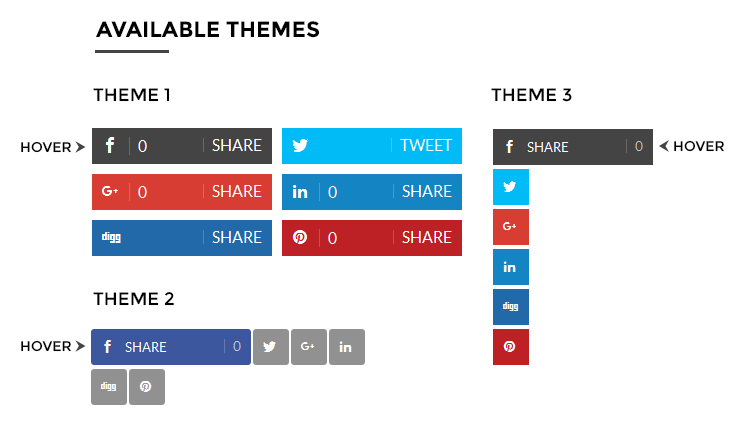 AVAILABLE THEMES
THEME 1
HOVER
f 0 SHARE
TWEET
G+ 0 SHARE
in 0 SHARE
digg SHARE
0 SHARE
THEME 2
HOVER
f SHARE 0
G+
in
digg
THEME 3
f SHARE 0
HOVER
G+
in
digg